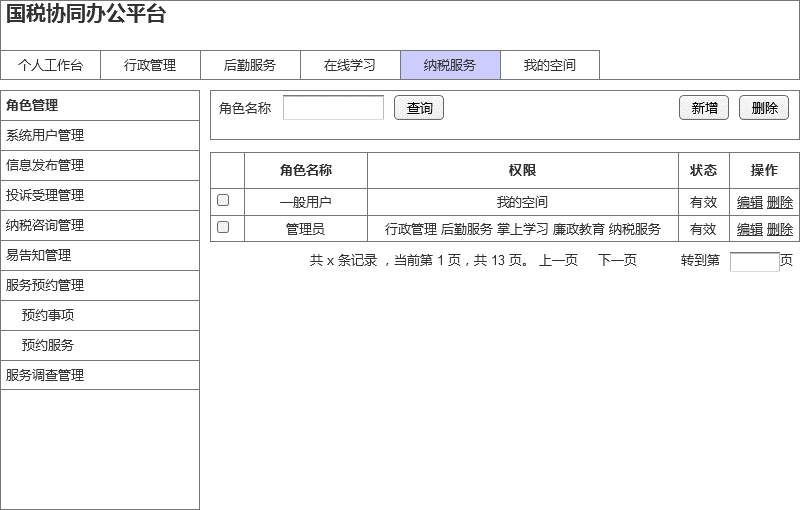 国税协同办公平台
个人工作台 行政管理 后勤服务 在线学习 纳税服务 我的空间
角色管理
系统用户管理
信息发布管理
投诉受理管理
纳税咨询管理
易告知管理
服务预约管理
预约事项
预约服务
服务调查管理
角色名称 查询 新增 删除
角色名称 权限 状态 操作
一般用户 我的空间 有效 编辑 删除
管理员 行政管理 后勤服务 掌上学习 廉政教育 纳税服务 有效 编辑 删除
共 x 条记录 ，当前第 1 页，共 13 页。 上一页 下一页 转到第 页